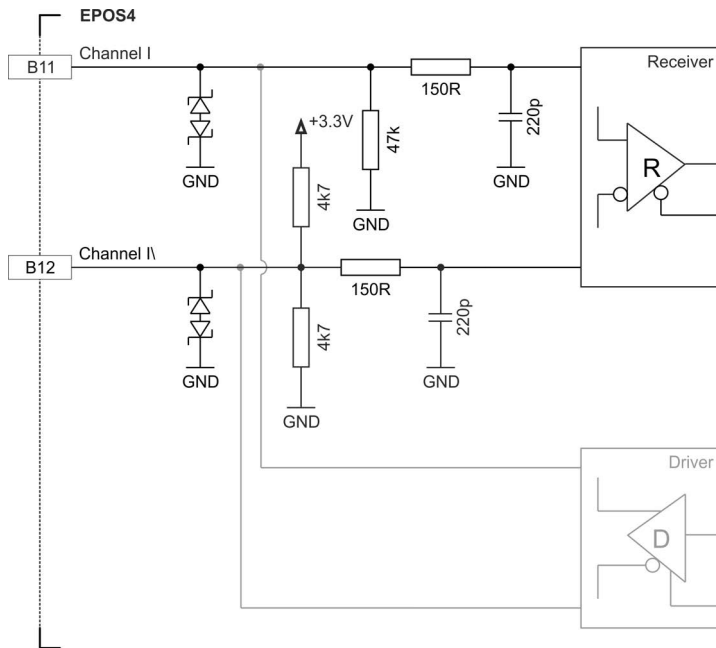 EPOS4
B11
Channel I
Receiver
150R
220p
+3.3V
47k
GND
GND
4k7
GND
R
B12
Channel I\
150R
220p
4k7
GND
GND
GND
Driver
D